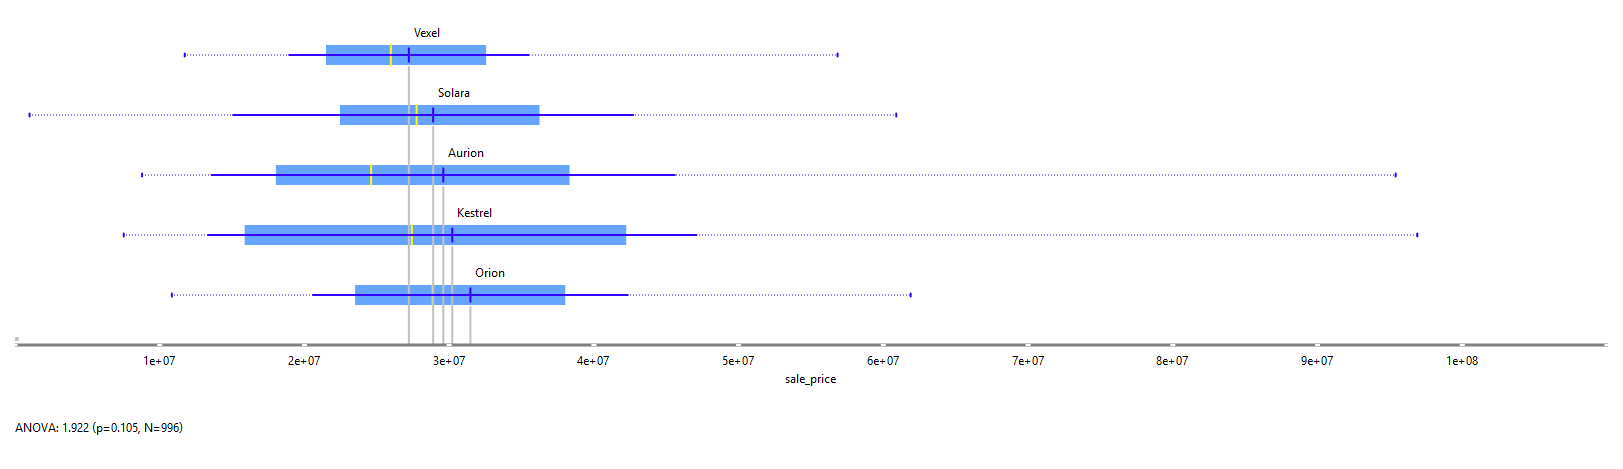 Vexel
Solara
Aurion
Kestrel
Orion
1e+07 2e+07 3e+07 4e+07 5e+07 6e+07 7e+07 8e+07 9e+07 1e+08
sale_price
ANOVA: 1.922 (p=0.105, N=996)